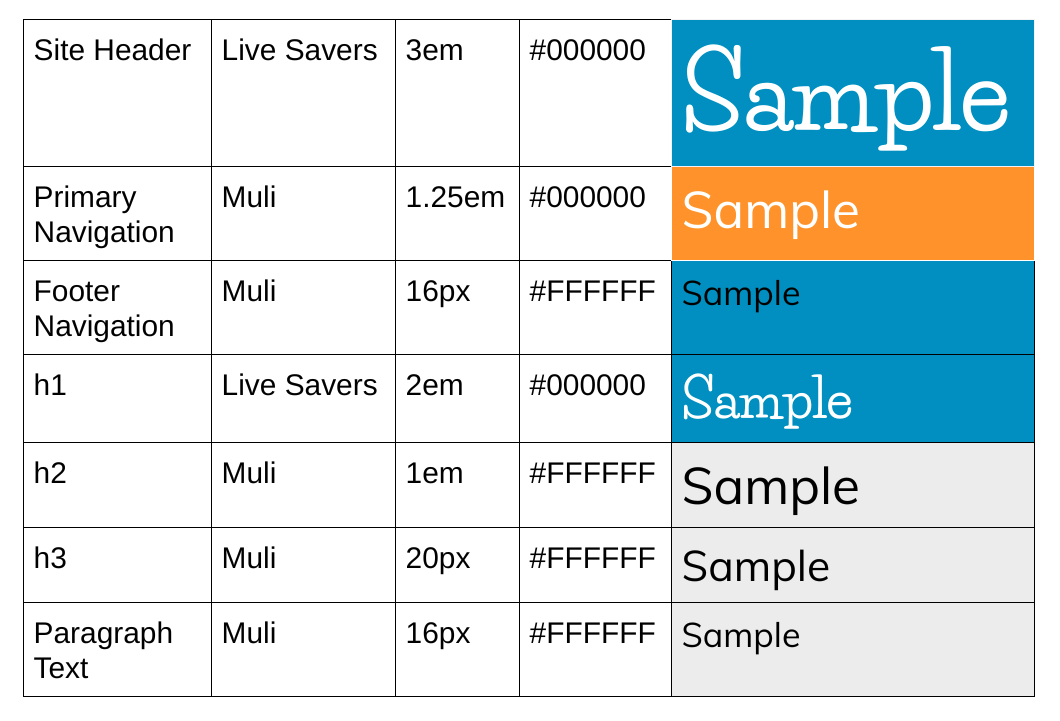 Site Header Live Savers 3em #000000 Sample
Primary Navigation Muli 1.25em #000000 Sample
Footer Navigation Muli 16px #FFFFFF Sample
h1 Live Savers 2em #000000 Sample
h2 Muli 1em #FFFFFF Sample
h3 Muli 20px #FFFFFF Sample
Paragraph Text Muli 16px #FFFFFF Sample